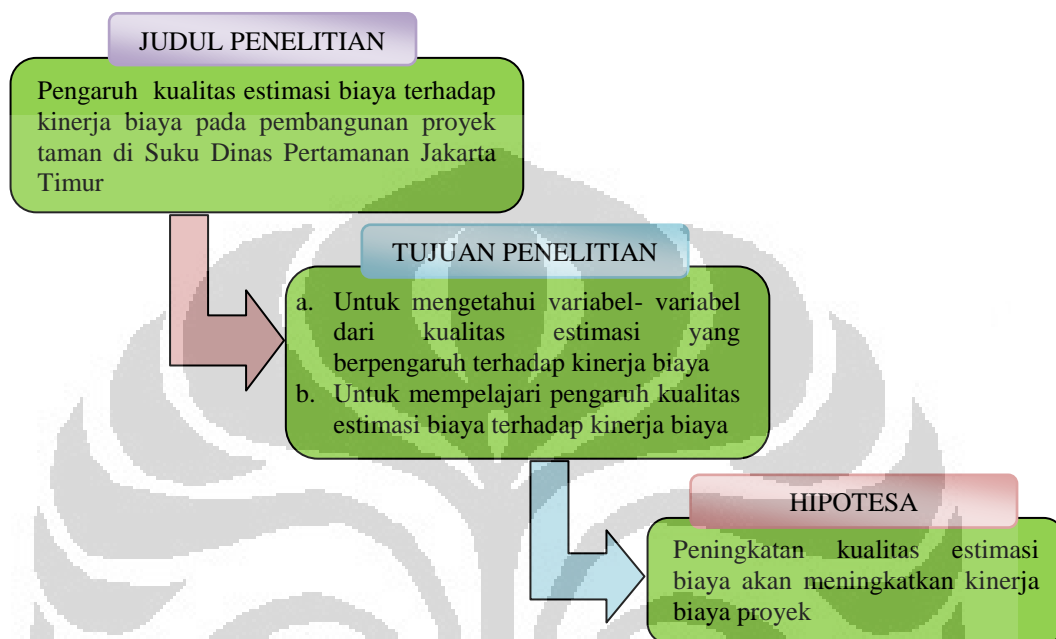 JUDUL PENELITIAN
Pengaruh kualitas estimasi biaya terhadap
kinerja biaya pada pembangunan proyek
taman di Suku Dinas Pertamanan Jakarta
Timur
TUJUAN PENELITIAN
a. Untuk mengetahui variabel- variabel
dari kualitas estimasi yang
berpengaruh terhadap kinerja biaya
b. Untuk mempelajari pengaruh kualitas
estimasi biaya terhadap kinerja biaya
HIPOTESA
Peningkatan kualitas estimasi
biaya akan meningkatkan kinerja
biaya proyek